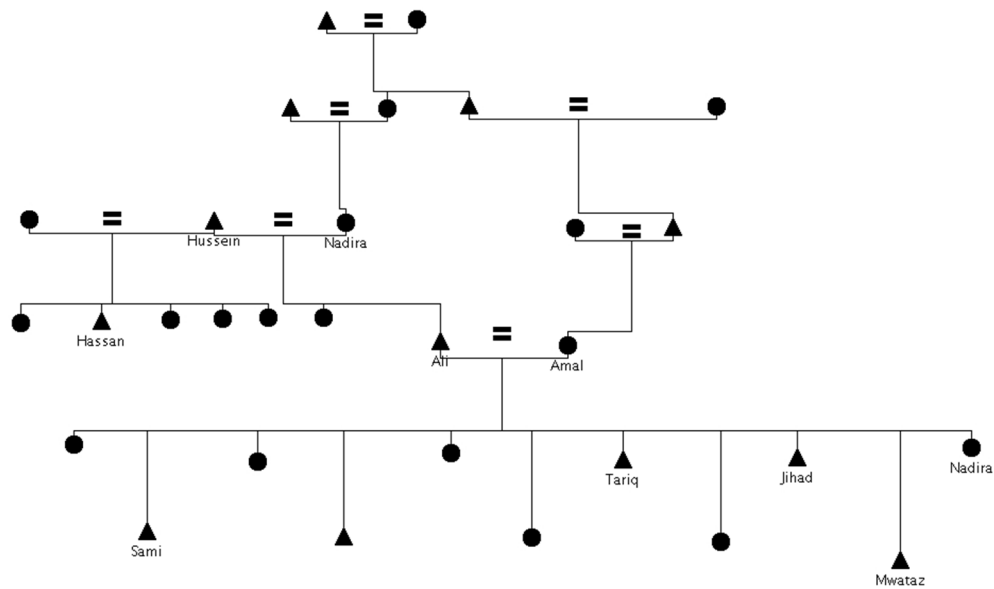 Hussein
Nadira
Hassan
Ali
Amal
Tariq
Jihad
Nadira
Sami
Mwataz